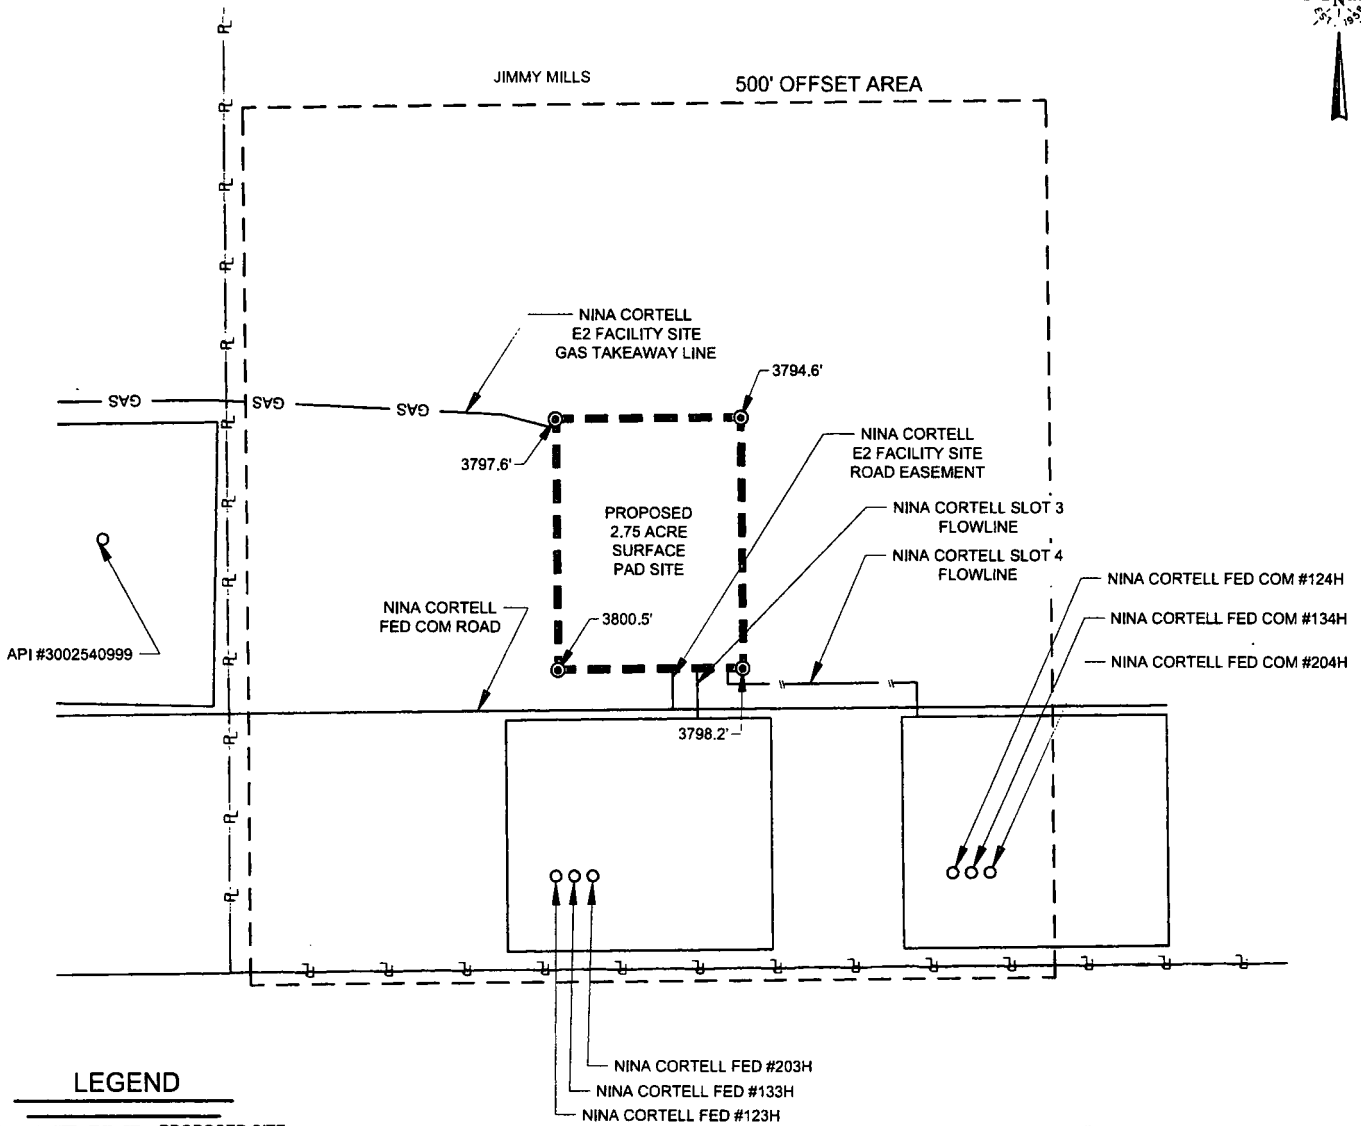 EST. 1958
JIMMY MILLS
500' OFFSET AREA
NINA CORTELL
E2 FACILITY SITE
GAS TAKEAWAY LINE
3794.6'
GAS
GAS
GAS
3797.6'
NINA CORTELL
E2 FACILITY SITE
ROAD EASEMENT
PROPOSED
2.75 ACRE
SURFACE
PAD SITE
NINA CORTELL SLOT 3
FLOWLINE
NINA CORTELL SLOT 4
FLOWLINE
NINA CORTELL FED COM #124H
NINA CORTELL FED COM #134H
NINA CORTELL FED COM #204H
NINA CORTELL
FED COM ROAD
3800.5'
API #3002540999
3798.2'
NINA CORTELL FED #203H
NINA CORTELL FED #133H
NINA CORTELL FED #123H
LEGEND
PROPOSED SITE